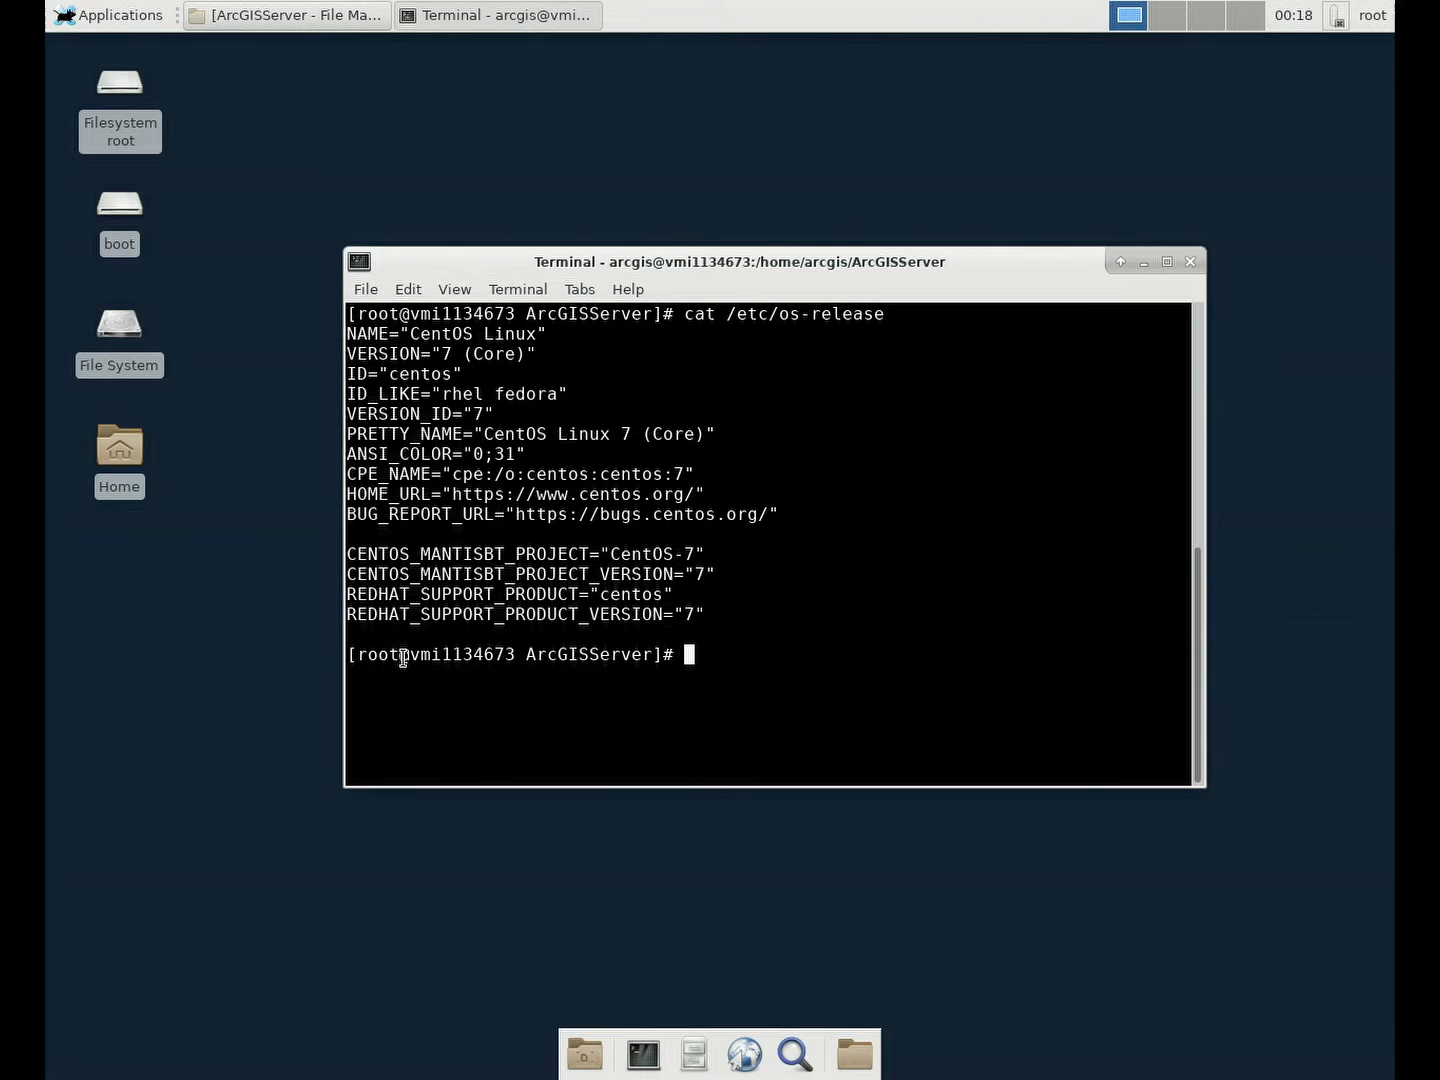 Applications
[ArcGISServer - File Ma...
Terminal - arcgis@vmi...
00:18
root
Filesystem
root
boot
File System
Home
Terminal - arcgis@vmi1134673:/home/arcgis/ArcGISServer
File Edit View Terminal Tabs Help
[root@vmi1134673 ArcGISServer]# cat /etc/os-release
NAME="CentOS Linux"
VERSION="7 (Core)"
ID="centos"
ID_LIKE="rhel fedora"
VERSION_ID="7"
PRETTY_NAME="CentOS Linux 7 (Core)"
ANSI_COLOR="0;31"
CPE_NAME="cpe:/o:centos:centos:7"
HOME_URL="https://www.centos.org/"
BUG_REPORT_URL="https://bugs.centos.org/"
CENTOS_MANTISBT_PROJECT="CentOS-7"
CENTOS_MANTISBT_PROJECT_VERSION="7"
REDHAT_SUPPORT_PRODUCT="centos"
REDHAT_SUPPORT_PRODUCT_VERSION="7"
[root@vmi1134673 ArcGISServer]#